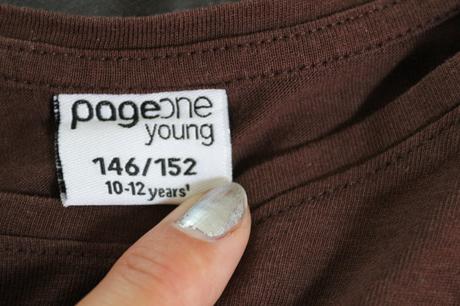 pageone
young
146/152
10-12 years